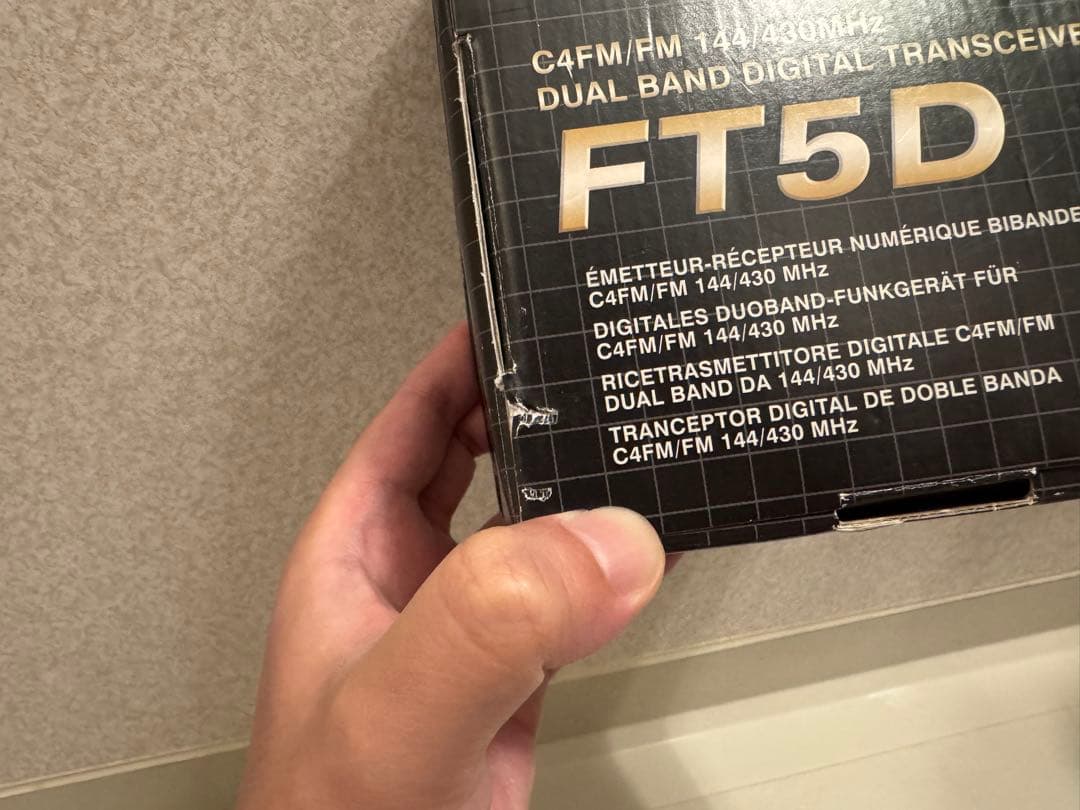 C4FM/FM 144/430MHz
DUAL BAND DIGITAL TRANSCEIVE
FT5D
ÉMETTEUR-RÉCEPTEUR NUMÉRIQUE BIBANDE
C4FM/FM 144/430 MHz
DIGITALES DUOBAND-FUNKGERÄT FÜR
C4FM/FM 144/430 MHz
RICETRASMETTITORE DIGITALE C4FM/FM
DUAL BAND DA 144/430 MHz
TRANCEPTOR DIGITAL DE DOBLE BANDA
C4FM/FM 144/430 MHz